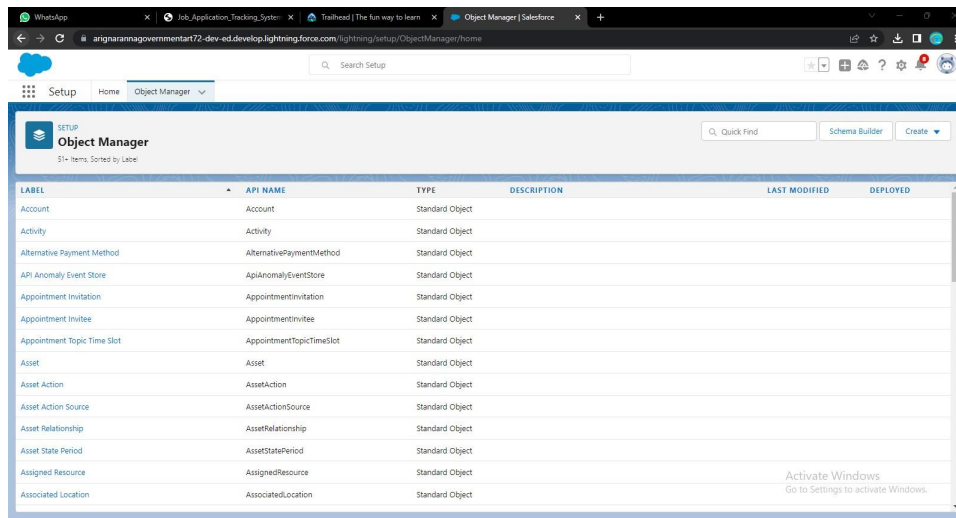 WhatsApp
Job_Application_Tracking_System
Trailhead | The fun way to learn
Object Manager | Salesforce
arignarannagovernmentart72-dev-ed.develop.lightning.force.com/lightning/setup/ObjectManager/home
Search Setup
8
Setup Home Object Manager
SETUP
Object Manager
51+ Items, Sorted by Label
Quick Find
Schema Builder
Create
LABEL API NAME TYPE DESCRIPTION LAST MODIFIED DEPLOYED
Account Account Standard Object
Activity Activity Standard Object
Alternative Payment Method AlternativePaymentMethod Standard Object
API Anomaly Event Store ApiAnomalyEventStore Standard Object
Appointment Invitation AppointmentInvitation Standard Object
Appointment Invitee AppointmentInvitee Standard Object
Appointment Topic Time Slot AppointmentTopicTimeSlot Standard Object
Asset Asset Standard Object
Asset Action AssetAction Standard Object
Asset Action Source AssetActionSource Standard Object
Asset Relationship AssetRelationship Standard Object
Asset State Period AssetStatePeriod Standard Object
Assigned Resource AssignedResource Standard Object
Associated Location AssociatedLocation Standard Object
Activate Windows
Go to Settings to activate Windows.